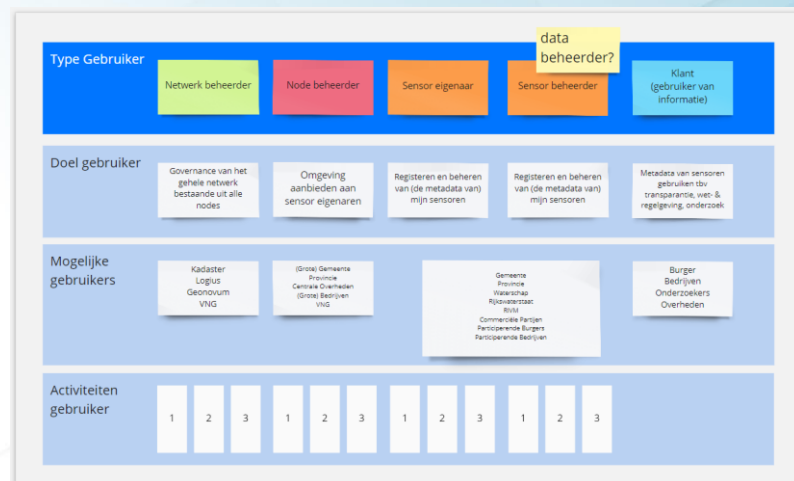 data
beheerder?
Type Gebruiker
Netwerk beheerder
Node beheerder
Sensor eigenaar
Sensor beheerder
Klant
(gebruiker van
informatie)
Doel gebruiker
Governance van het
gehele netwerk
bestaande uit alle
nodes
Omgeving
aanbieden aan
sensor eigenaren
Registeren en beheren
van (de metadata van)
mijn sensoren
Registeren en beheren
van (de metadata van)
mijn sensoren
Metadata van sensoren
gebruiken tbv
transparantie, wet- &
regelgeving, onderzoek
Mogelijke
gebruikers
Kadaster
Logius
Geonovum
VNG
(Grote) Gemeente
Provincie
Centrale Overheden
(Grote) Bedrijven
VNG
Gemeente
Provincie
Waterschap
Rijkswaterstaat
RIVM
Commerciële Partijen
Participerende Burgers
Participerende Bedrijven
Burger
Bedrijven
Onderzoekers
Overheden
Activiteiten
gebruiker
1 2 3 1 2 3 1 2 3 1 2 3